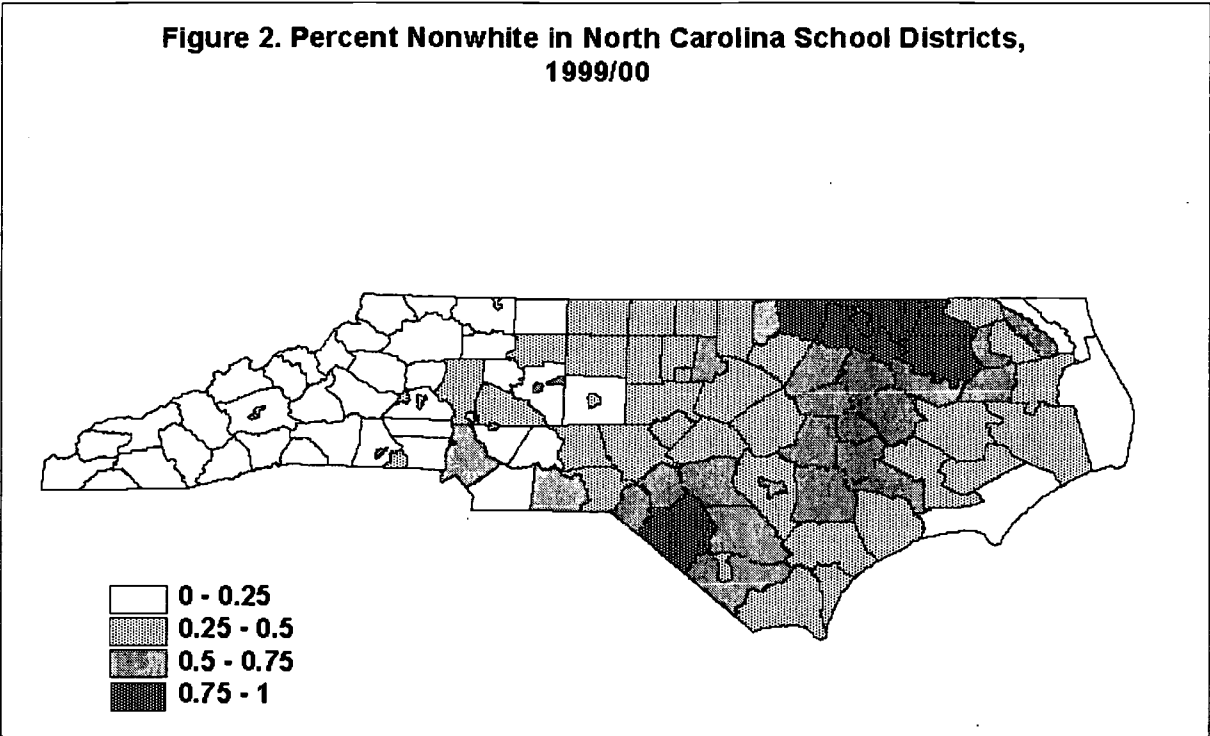 Figure 2. Percent Nonwhite in North Carolina School Districts,
1999/00
0 - 0.25
0.25 - 0.5
0.5 - 0.75
0.75 - 1